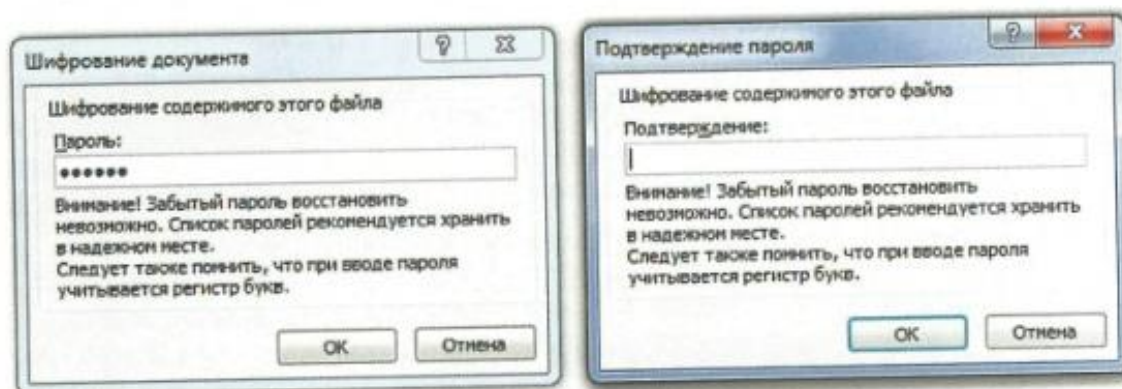 Шифрование документа
Шифрование содержимого этого файла
Пароль:
••••••
Внимание! Забытый пароль восстановить
невозможно. Список паролей рекомендуется хранить
в надежном месте.
Следует также помнить, что при вводе пароля
учитывается регистр букв.
ОК
Отмена
Подтверждение пароля
Шифрование содержимого этого файла
Подтверждение:
Внимание! Забытый пароль восстановить
невозможно. Список паролей рекомендуется хранить
в надежном месте.
Следует также помнить, что при вводе пароля
учитывается регистр букв.
ОК
Отмена